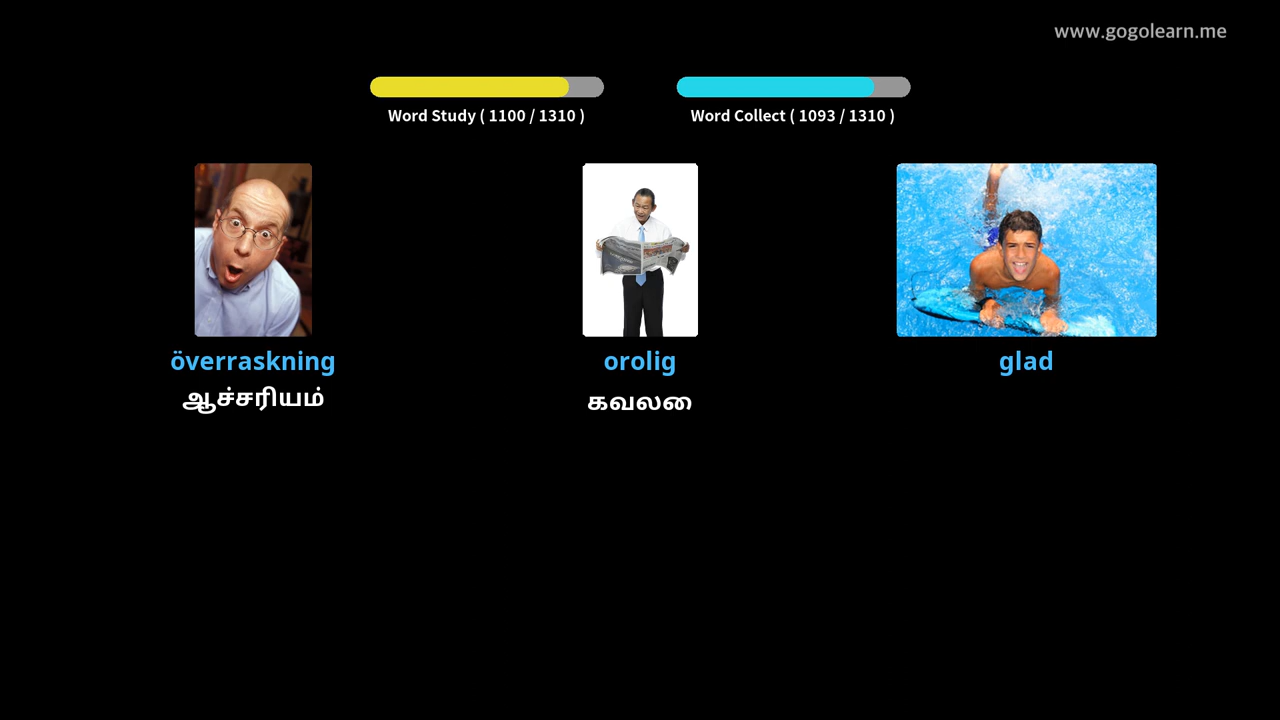 www.gogolearn.me
Word Study ( 1100 / 1310 )
Word Collect ( 1093 / 1310 )
överraskning
orolig
glad
ஆச்சரியம்
கவலை